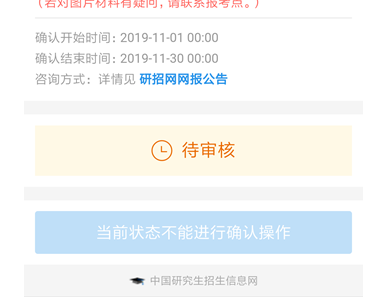 （若对图片材料有疑问，请联系报考点。）
确认开始时间：2019-11-01 00:00
确认结束时间：2019-11-30 00:00
咨询方式：详情见 研招网网报公告
待审核
当前状态不能进行确认操作
中国研究生招生信息网